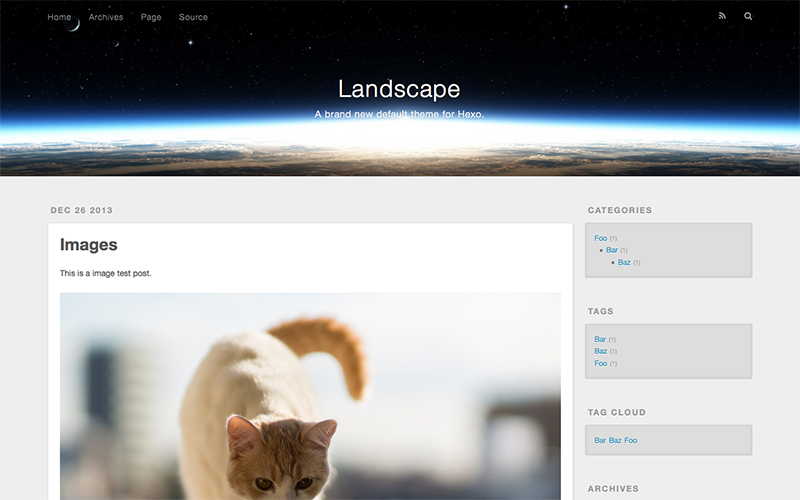 Home Archives Page Source
Landscape
A brand new default theme for Hexo.
DEC 26 2013
Images
This is a image test post.
CATEGORIES
Foo (1)
Bar (1)
Baz (1)
TAGS
Bar (1)
Baz (1)
Foo (1)
TAG CLOUD
Bar Baz Foo
ARCHIVES